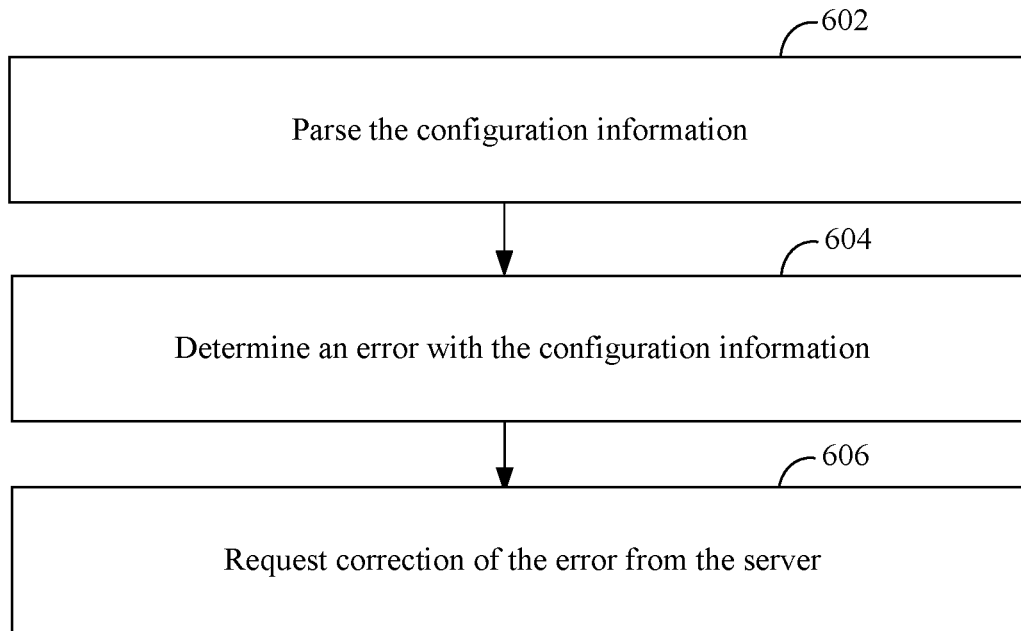 602
Parse the configuration information
604
Determine an error with the configuration information
606
Request correction of the error from the server